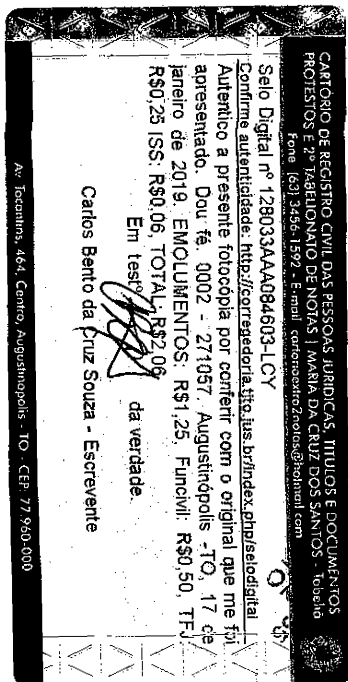 CARTÓRIO DE REGISTRO CIVIL DAS PESSOAS JURIDICAS, TITULOS E DOCUMENTOS
PROTESTOS E 2º TABELIONATO DE NOTAS | MARIA DA CRUZ DOS SANTOS - Tabeliã
Fone (63) 3456-1592 - E-mail cartorioextra2notas@hotmail.com
Selo Digital nº 128033AAA084603-LCY
Confirme autenticidade: http://corregedoria.tjto.jus.br/index.php/selodigital
Autentico a presente fotocópia por conferir com o original que me foi
apresentado. Dou fé. 0002 - 271057. Augustinópolis -TO, 17 de
janeiro de 2019. EMOLUMENTOS: R$1,25, Funcivil: R$0,50, TFJ
R$0,25 ISS: R$0,06, TOTAL: R$2,06
Em testº da verdade.
Carlos Bento da Cruz Souza - Escrevente
Av Tocantins, 464, Centro, Augustinopolis - TO - CEP: 77.960-000